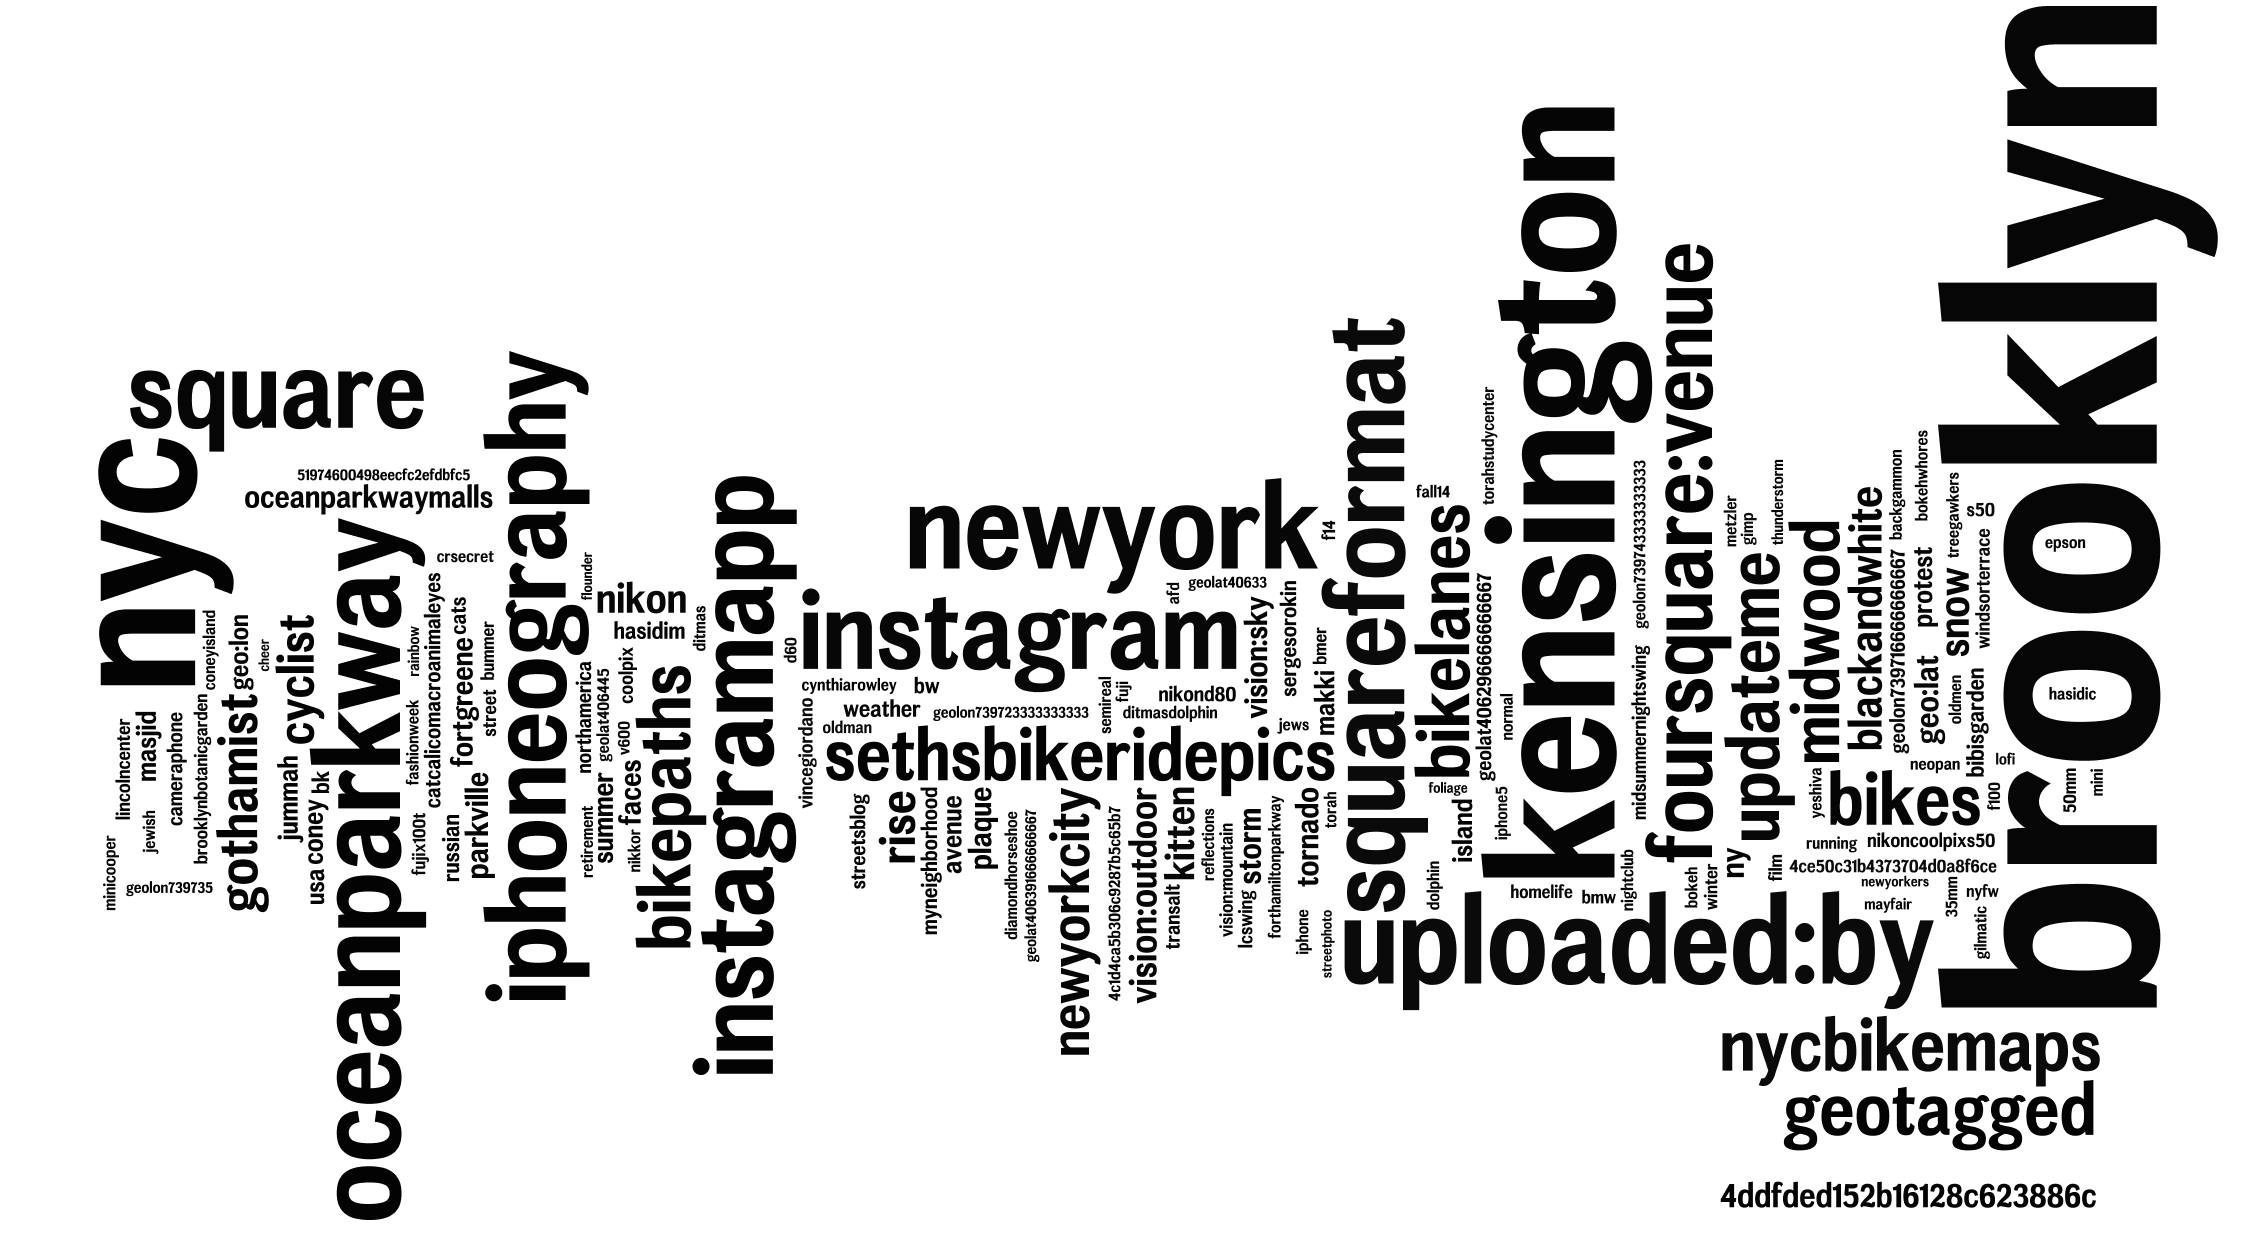 square
nyc
51974600498eecfc2efdbfc5
oceanparkwaymalls
oceanparkway
crsecret
coneyisland
geo:lon
cheer
cyclist
lincolncenter
masjid
cameraphone
brooklynbotanicgarden
gothamist
jewish
minicooper
geolon739735
jummah
usa
coney
bk
rainbow
fashionweek
catcalicomacroanimaleyes
cats
fortgreene
bummer
street
fujix100t
russian
parkville
iphoneography
flounder
nikon
hasidim
ditmas
northamerica
geolat406445
coolpix
v600
bikepaths
summer
faces
retirement
nikkor
instagramapp
newyork
f14
afd
geolat40633
d60
instagram
vision:sky
sergesorokin
bmer
cynthiarowley
bw
semireal
fuji
nikond80
weather
geolon739723333333333
ditmasdolphin
vincegiordano
oldman
jews
makki
sethsbikeridepics
streetsblog
rise
myneighborhood
avenue
plaque
diamondhorseshoe
geolat406391666666667
newyorkcity
4c1d4ca5b306c9287b5c65b7
vision:outdoor
transalt
kitten
reflections
vision:mountain
lcswing
storm
forthamiltonparkway
tornado
torah
iphone
streetphoto
squareformat
fall14
bikelanes
torahstudycenter
geolat406296666666667
normal
foliage
island
iphone5
dolphin
kensington
geolon739743333333333
midsummernightswing
foursquare:venue
homelife
bmw
nightclub
uploaded:by
metzler
gimp
thunderstorm
updateme
bokeh
winter
ny
film
midwood
blackandwhite
backgammon
bokehwhores
geolon739716666666667
protest
geo:lat
treegawkers
s50
snow
windsorterrace
oldmen
bibisgarden
neopan
lofi
yeshiva
bikes
f100
running
nikoncoolpixs50
4ce50c31b4373704d0a8f6ce
newyorkers
35mm
nyfw
mayfair
gilmatic
brooklyn
epson
hasidic
50mm
mini
nycbikemaps
geotagged
4ddfded152b16128c623886c